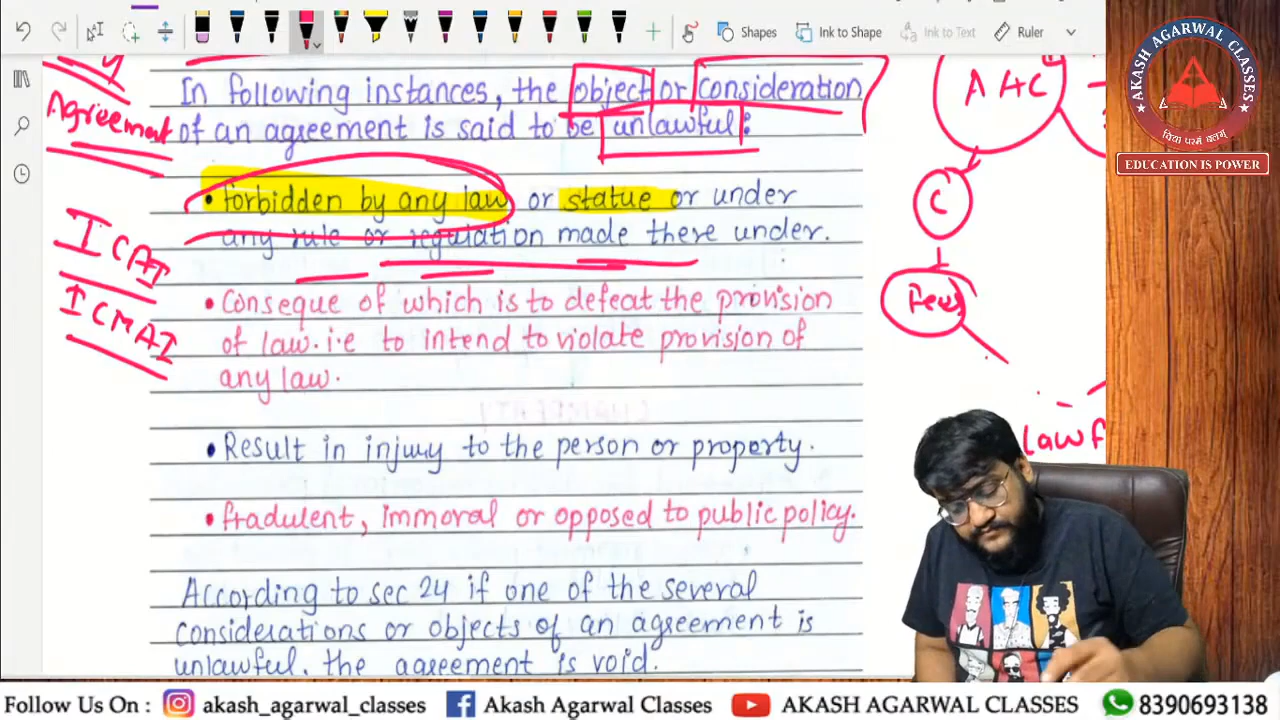 Shapes
Ink to Shape
Ink to Text
Ruler
y
Agreement
ICAI
ICMAI
In following instances, the object or consideration
of an agreement is said to be unlawful:
• forbidden by any law or statue or under
any rule or regulation made there under.
• Conseque of which is to defeat the provision
of law. i.e to intend to violate provision of
any law.
• Result in injury to the person or property.
• fradulent, immoral or opposed to public policy.
According to sec 24 if one of the several
considerations or objects of an agreement is
unlawful. the agreement is void.
C
Fees
lawf
AKASH AGARWAL CLASSES
विद्या परमं बलम्
EDUCATION IS POWER
Follow Us On : akash_agarwal_classes Akash Agarwal Classes AKASH AGARWAL CLASSES 8390693138